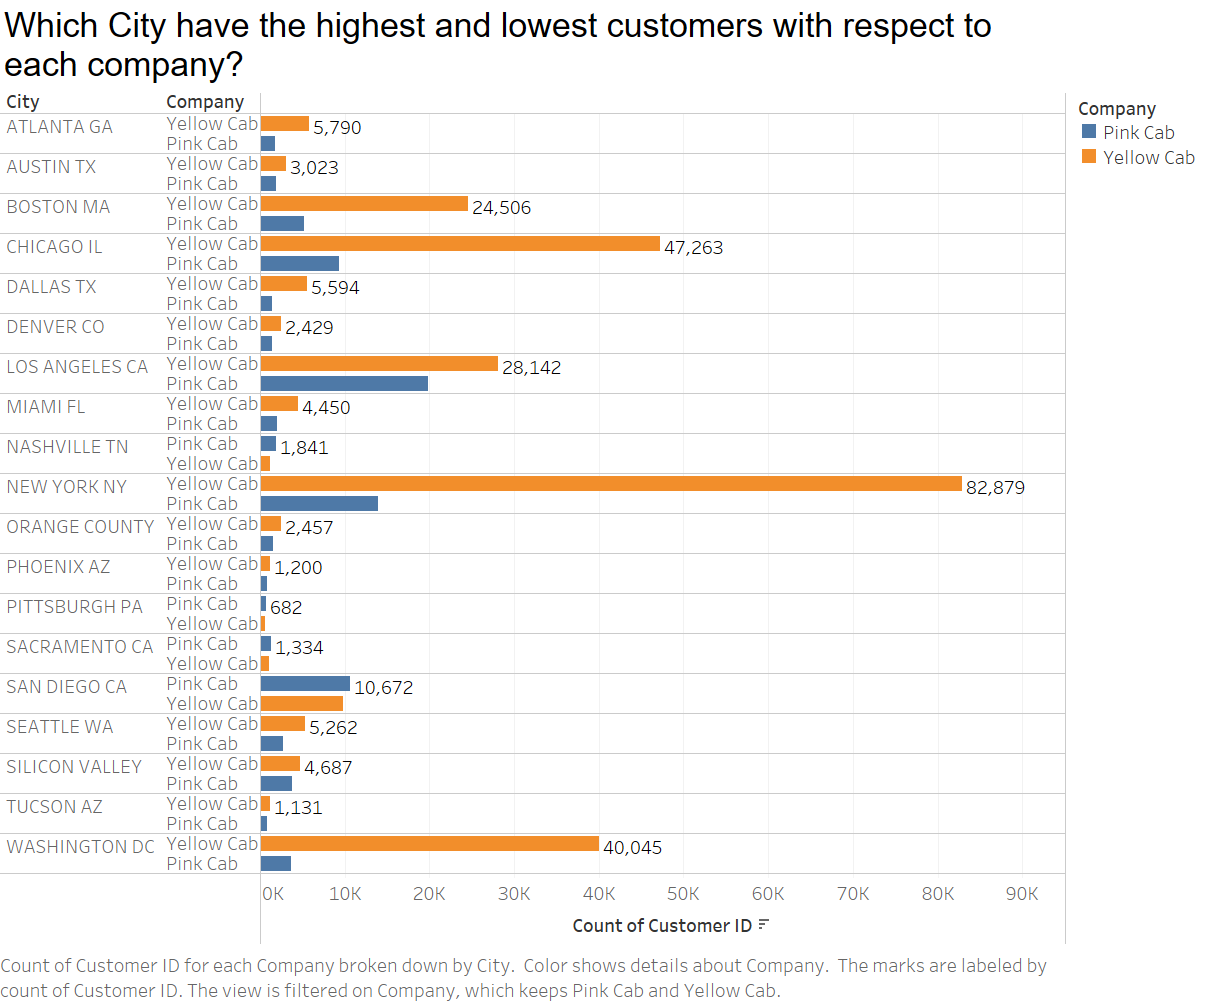 Which City have the highest and lowest customers with respect to
each company?
City Company
ATLANTA GA Yellow Cab 5,790
Pink Cab
AUSTIN TX Yellow Cab 3,023
Pink Cab
BOSTON MA Yellow Cab 24,506
Pink Cab
CHICAGO IL Yellow Cab 47,263
Pink Cab
DALLAS TX Yellow Cab 5,594
Pink Cab
DENVER CO Yellow Cab 2,429
Pink Cab
LOS ANGELES CA Yellow Cab 28,142
Pink Cab
MIAMI FL Yellow Cab 4,450
Pink Cab
NASHVILLE TN Pink Cab 1,841
Yellow Cab
NEW YORK NY Yellow Cab 82,879
Pink Cab
ORANGE COUNTY Yellow Cab 2,457
Pink Cab
PHOENIX AZ Yellow Cab 1,200
Pink Cab
PITTSBURGH PA Pink Cab 682
Yellow Cab
SACRAMENTO CA Pink Cab 1,334
Yellow Cab
SAN DIEGO CA Pink Cab 10,672
Yellow Cab
SEATTLE WA Yellow Cab 5,262
Pink Cab
SILICON VALLEY Yellow Cab 4,687
Pink Cab
TUCSON AZ Yellow Cab 1,131
Pink Cab
WASHINGTON DC Yellow Cab 40,045
Pink Cab
0K 10K 20K 30K 40K 50K 60K 70K 80K 90K
Count of Customer ID
Company
Pink Cab
Yellow Cab
Count of Customer ID for each Company broken down by City. Color shows details about Company. The marks are labeled by
count of Customer ID. The view is filtered on Company, which keeps Pink Cab and Yellow Cab.